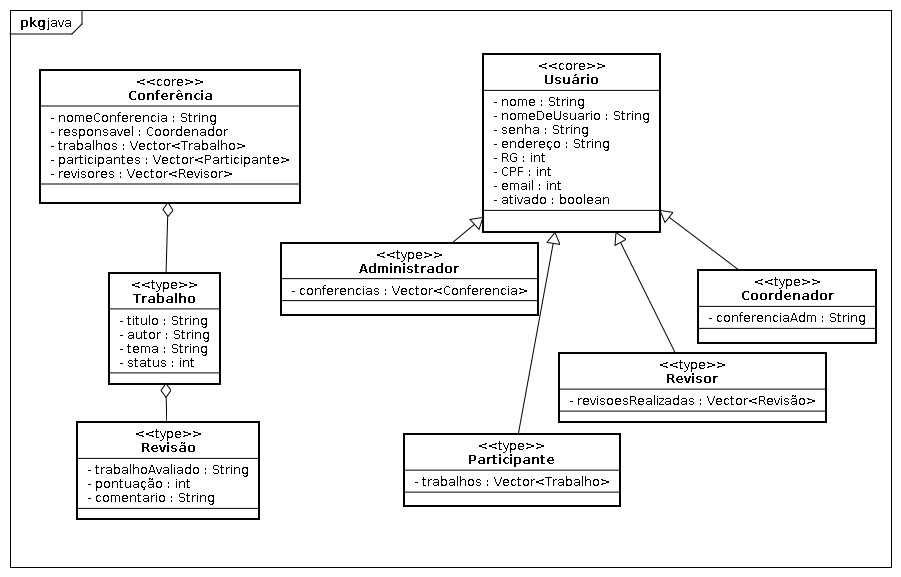 pkg java
<<core>>
Conferência
- nomeConferencia : String
- responsavel : Coordenador
- trabalhos : Vector<Trabalho>
- participantes : Vector<Participante>
- revisores : Vector<Revisor>
<<core>>
Usuário
- nome : String
- nomeDeUsuario : String
- senha : String
- endereço : String
- RG : int
- CPF : int
- email : int
- ativado : boolean
<<type>>
Administrador
- conferencias : Vector<Conferencia>
<<type>>
Coordenador
- conferenciaAdm : String
<<type>>
Trabalho
- titulo : String
- autor : String
- tema : String
- status : int
<<type>>
Revisor
- revisoesRealizadas : Vector<Revisão>
<<type>>
Revisão
- trabalhoAvaliado : String
- pontuação : int
- comentario : String
<<type>>
Participante
- trabalhos : Vector<Trabalho>